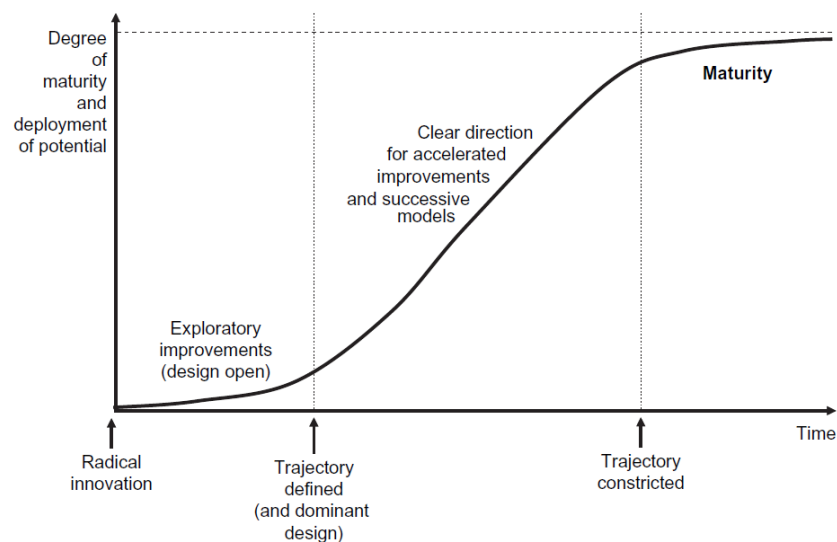 Degree
of
maturity
and
deployment
of potential
Maturity
Clear direction
for accelerated
improvements
and successive
models
Exploratory
improvements
(design open)
Time
Radical
innovation
Trajectory
defined
(and dominant
design)
Trajectory
constricted